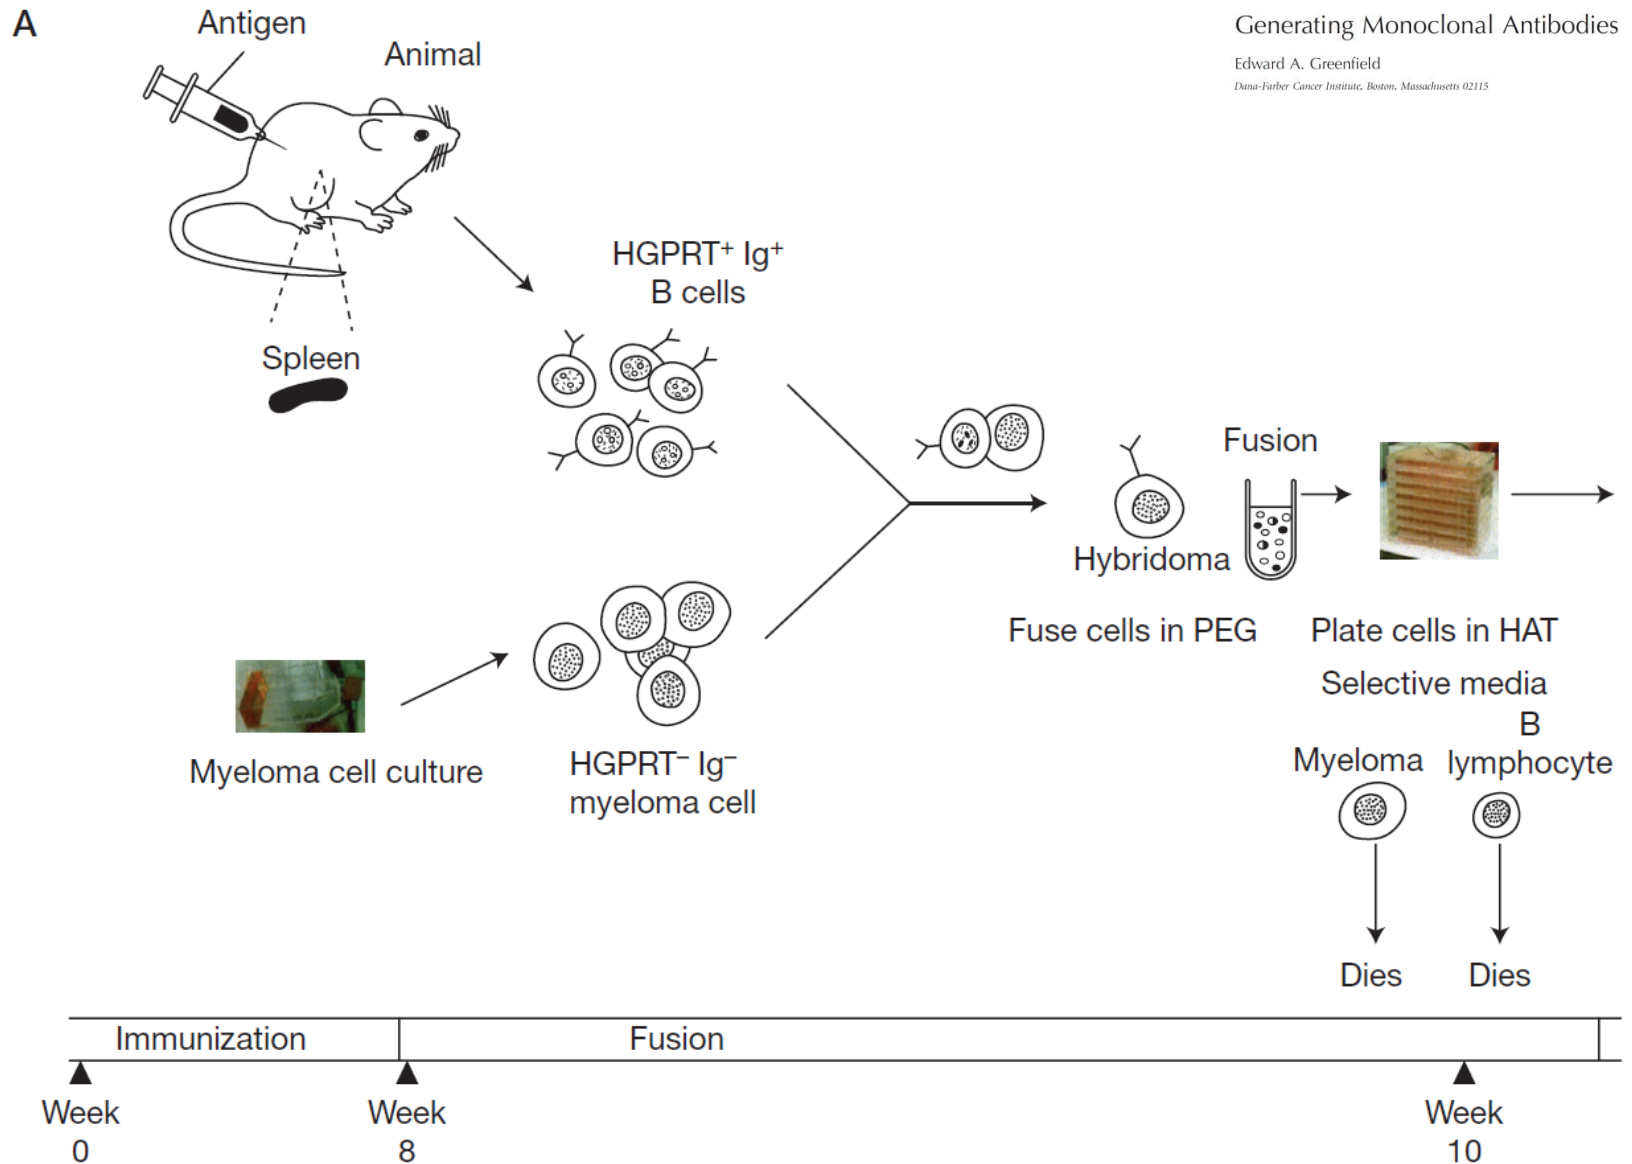 A
Antigen
Animal
Generating Monoclonal Antibodies
Edward A. Greenfield
Dana-Farber Cancer Institute, Boston, Massachusetts 02115
HGPRT⁺ Ig⁺
B cells
Spleen
Fusion
Hybridoma
Fuse cells in PEG
Plate cells in HAT
Selective media
Myeloma cell culture
HGPRT⁻ Ig⁻
myeloma cell
Myeloma
B
lymphocyte
Dies
Dies
Immunization
Fusion
Week
0
Week
8
Week
10